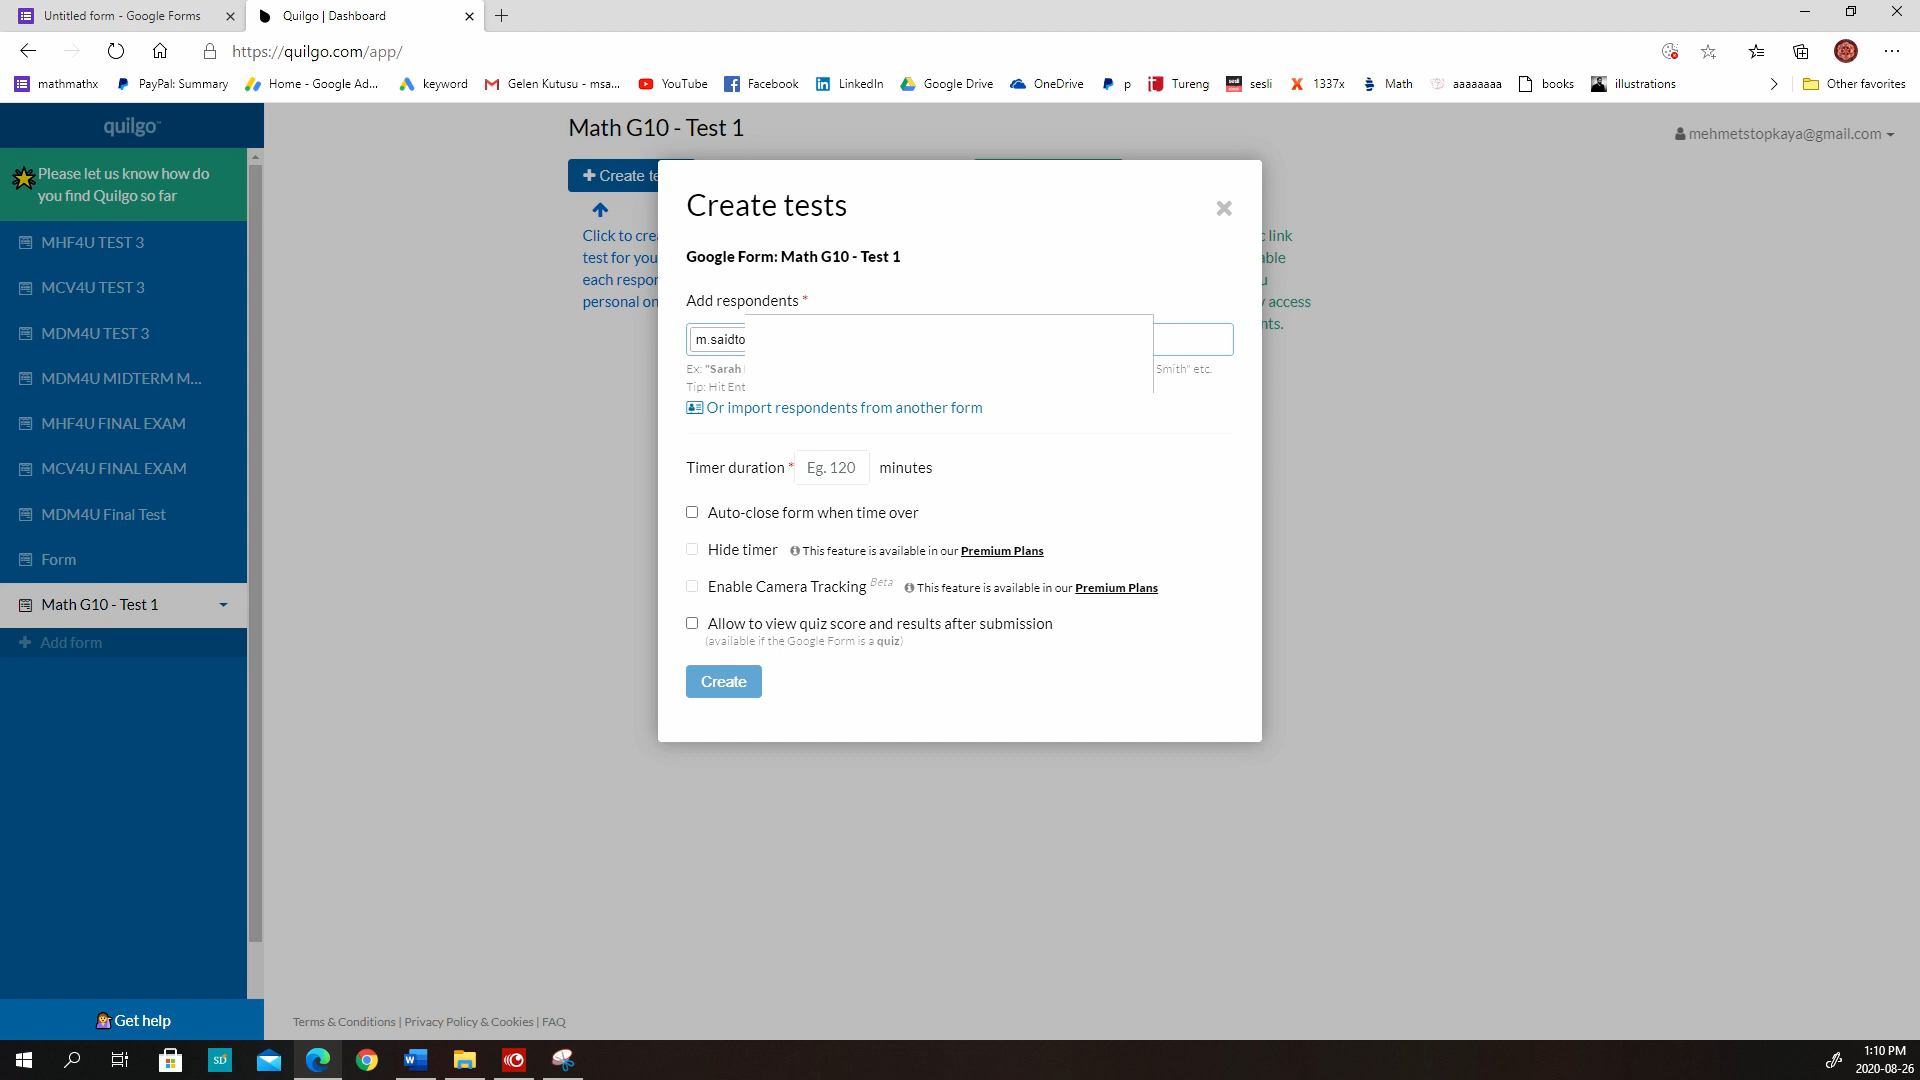 Untitled form - Google Forms
Quilgo | Dashboard
https://quilgo.com/app/
mathmathx
PayPal: Summary
Home - Google Ad...
keyword
Gelen Kutusu - msa...
YouTube
Facebook
LinkedIn
Google Drive
OneDrive
p
Tureng
sesli
1337x
Math
aaaaaaaa
books
illustrations
Other favorites
quilgo™
Math G10 - Test 1
mehmetstopkaya@gmail.com
Please let us know how do
you find Quilgo so far
MHF4U TEST 3
MCV4U TEST 3
MDM4U TEST 3
MDM4U MIDTERM M...
MHF4U FINAL EXAM
MCV4U FINAL EXAM
MDM4U Final Test
Form
Math G10 - Test 1
Add form
Get help
Create te
Click to cre
test for you
each respon
personal on
c link
able
u
y access
nts.
Create tests
Google Form: Math G10 - Test 1
Add respondents *
m.saidto
Ex: "Sarah
Smith" etc.
Tip: Hit Ent
Or import respondents from another form
Timer duration * Eg. 120 minutes
Auto-close form when time over
Hide timer This feature is available in our Premium Plans
Enable Camera Tracking Beta This feature is available in our Premium Plans
Allow to view quiz score and results after submission
(available if the Google Form is a quiz)
Create
Terms & Conditions | Privacy Policy & Cookies | FAQ
SD
1:10 PM
2020-08-26